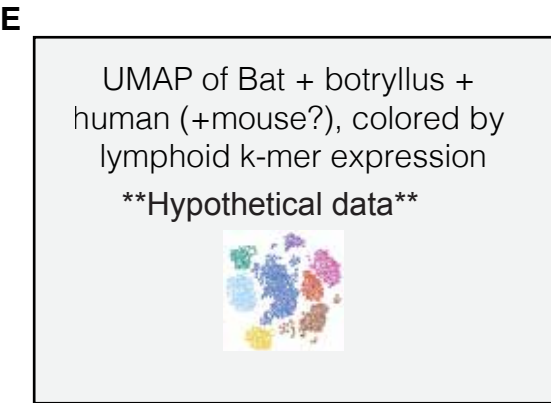 E
UMAP of Bat + botryllus +
human (+mouse?), colored by
lymphoid k-mer expression
**Hypothetical data**